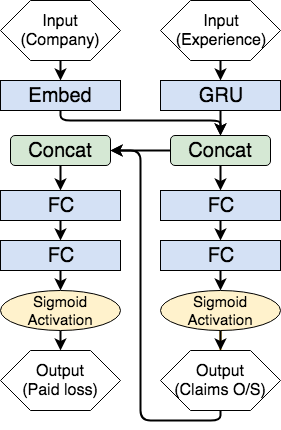 Input
(Company)
Input
(Experience)
Embed
GRU
Concat
Concat
FC
FC
FC
FC
Sigmoid
Activation
Sigmoid
Activation
Output
(Paid loss)
Output
(Claims O/S)